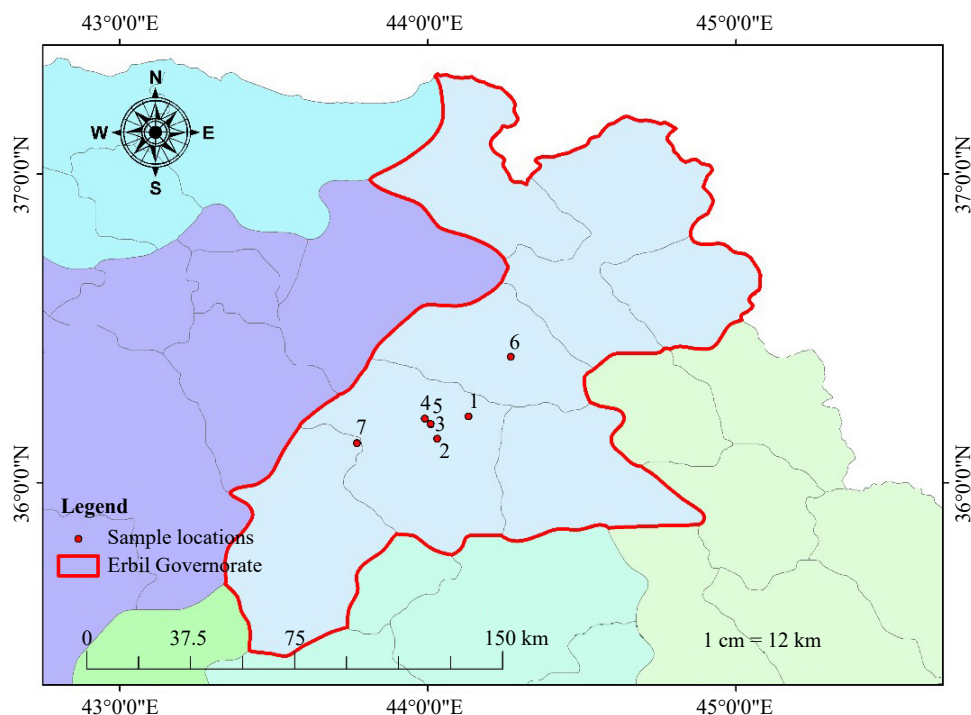 43°0'0"E 44°0'0"E 45°0'0"E
N
W E
S
37°0'0"N 37°0'0"N
6
45 1
7 3
2
36°0'0"N 36°0'0"N
Legend
Sample locations
Erbil Governorate
0 37.5 75 150 km 1 cm = 12 km
43°0'0"E 44°0'0"E 45°0'0"E